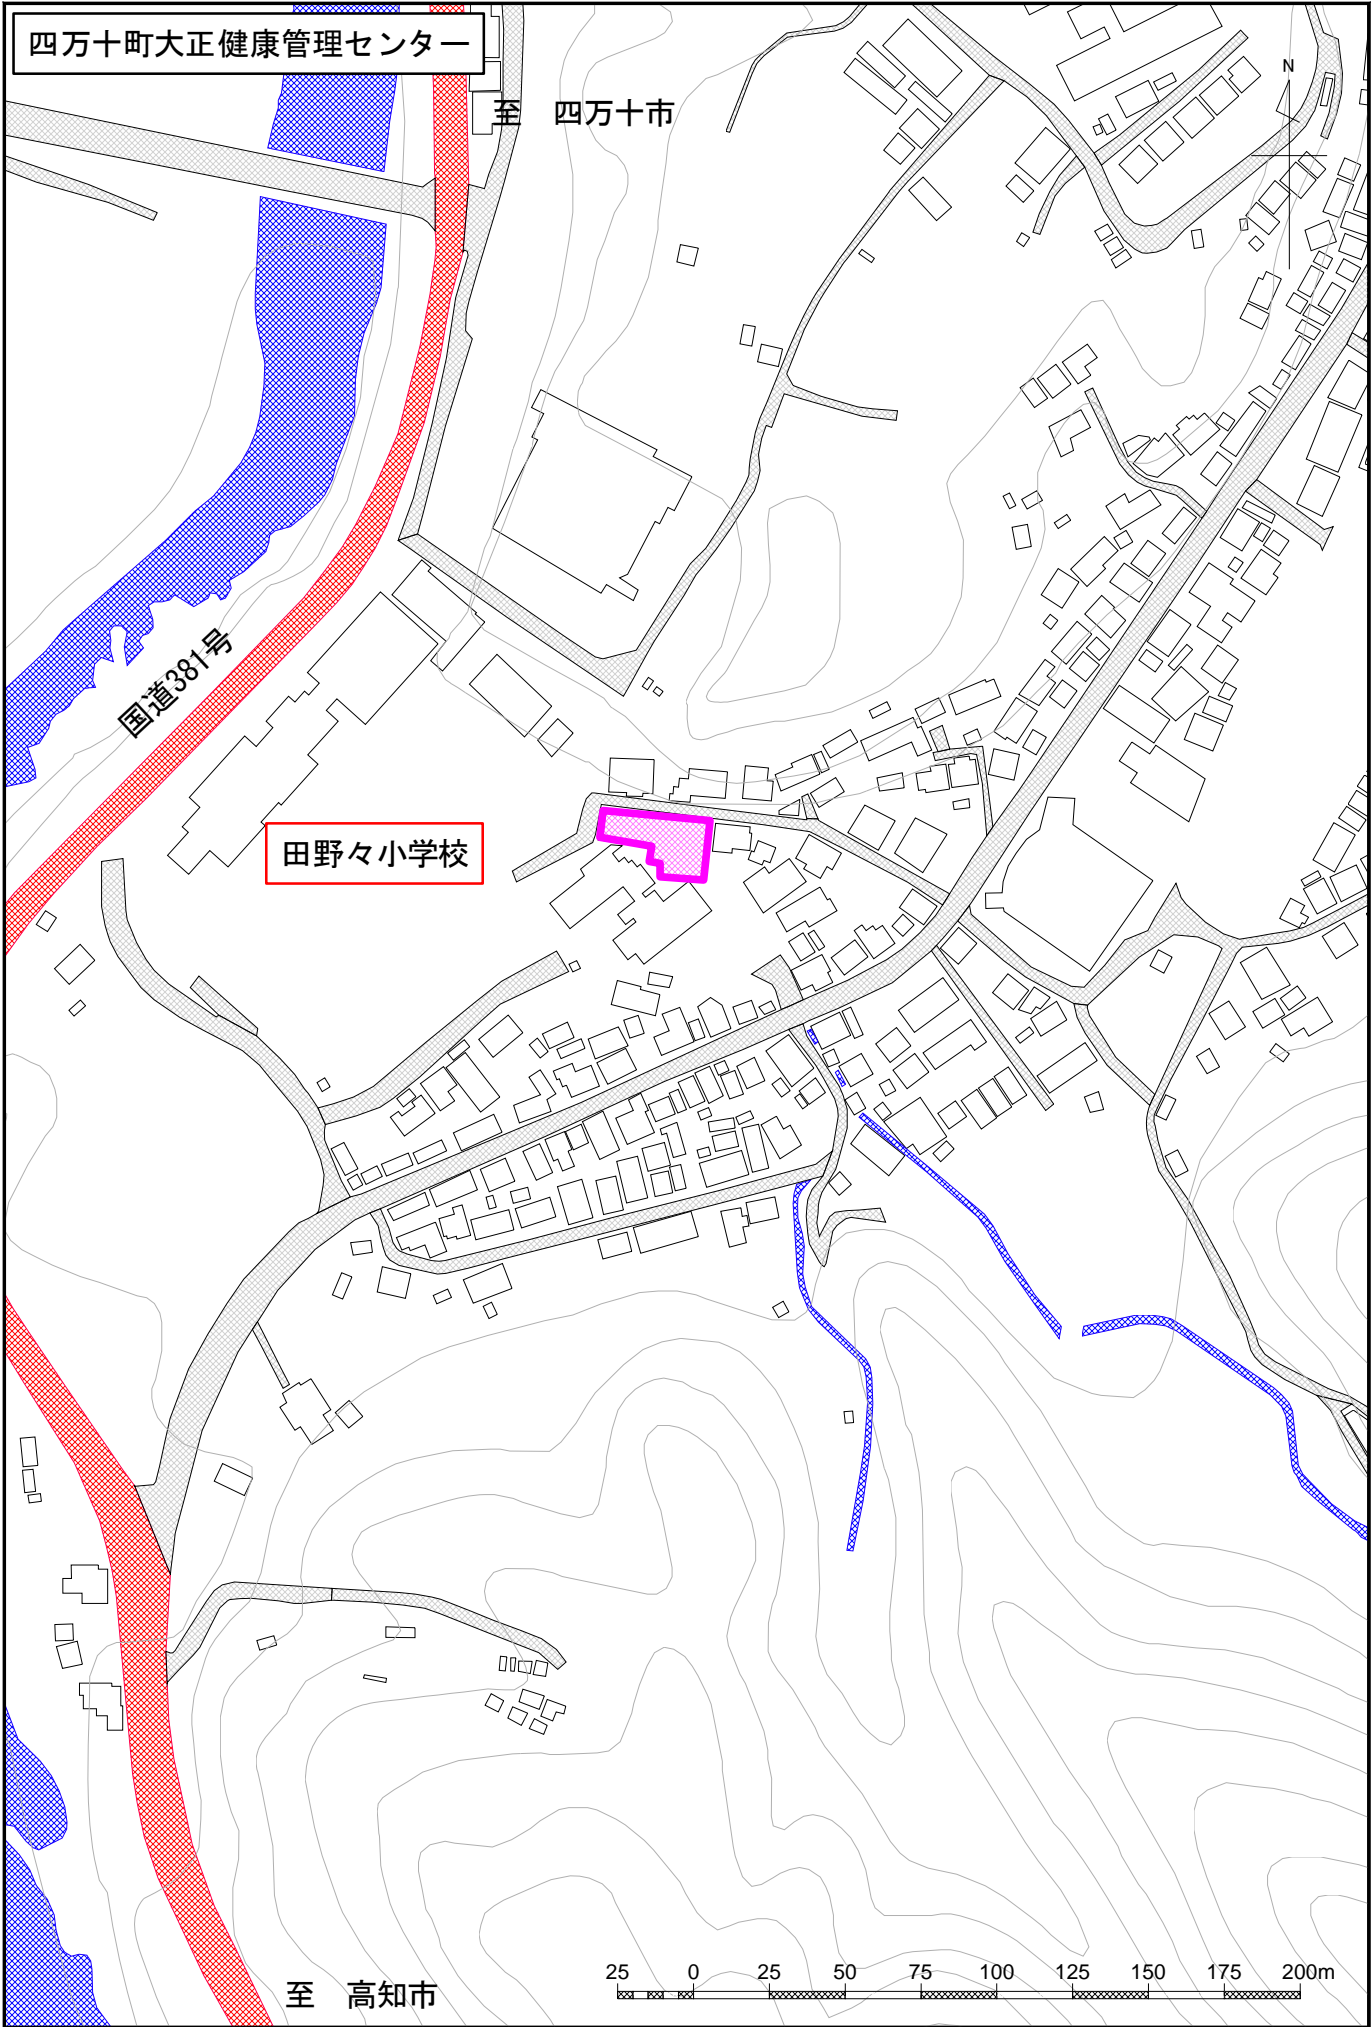 四万十町大正健康管理センター
N
至　四万十市
国道381号
田野々小学校
至　高知市
25 0 25 50 75 100 125 150 175 200m